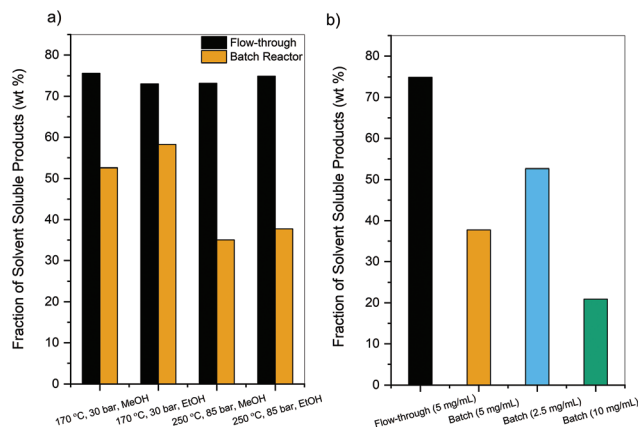 a)
Fraction of Solvent Soluble Products (wt %)
85
80
70
60
50
40
30
20
10
0
Flow-through
Batch Reactor
170 °C, 30 bar, MeOH
170 °C, 30 bar, EtOH
250 °C, 85 bar, MeOH
250 °C, 85 bar, EtOH
b)
Fraction of Solvent Soluble Products (wt %)
85
80
70
60
50
40
30
20
10
0
Flow-through (5 mg/mL)
Batch (5 mg/mL)
Batch (2.5 mg/mL)
Batch (10 mg/mL)